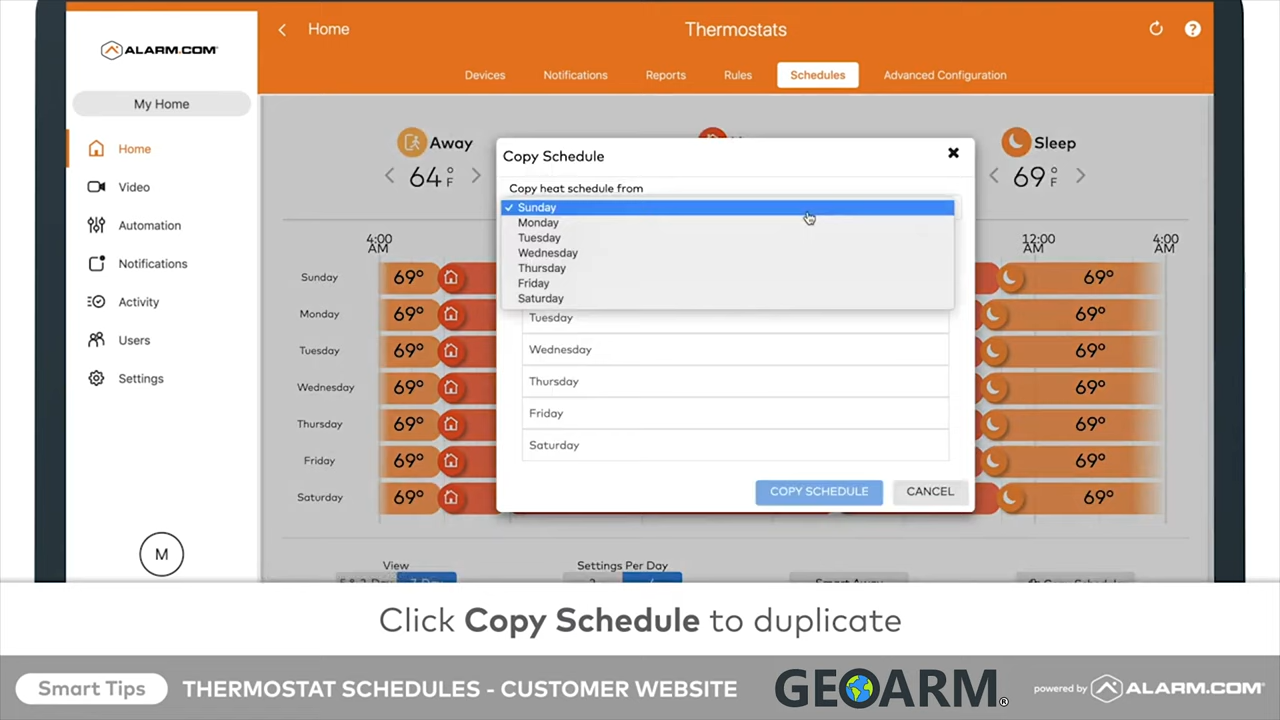 ALARM.COM
My Home
Home
Video
Automation
Notifications
Activity
Users
Settings
M
Home
Thermostats
Devices
Notifications
Reports
Rules
Schedules
Advanced Configuration
Away
64°F
Sleep
69°F
4:00 AM
12:00 AM
4:00 AM
Sunday 69° 69°
Monday 69° 69°
Tuesday 69° 69°
Wednesday 69° 69°
Thursday 69° 69°
Friday 69° 69°
Saturday 69° 69°
Copy Schedule
Copy heat schedule from
Sunday
Monday
Tuesday
Wednesday
Thursday
Friday
Saturday
Tuesday
Wednesday
Thursday
Friday
Saturday
COPY SCHEDULE
CANCEL
View
Settings Per Day
Click Copy Schedule to duplicate
Smart Tips
THERMOSTAT SCHEDULES - CUSTOMER WEBSITE
GEOARM®
powered by ALARM.COM